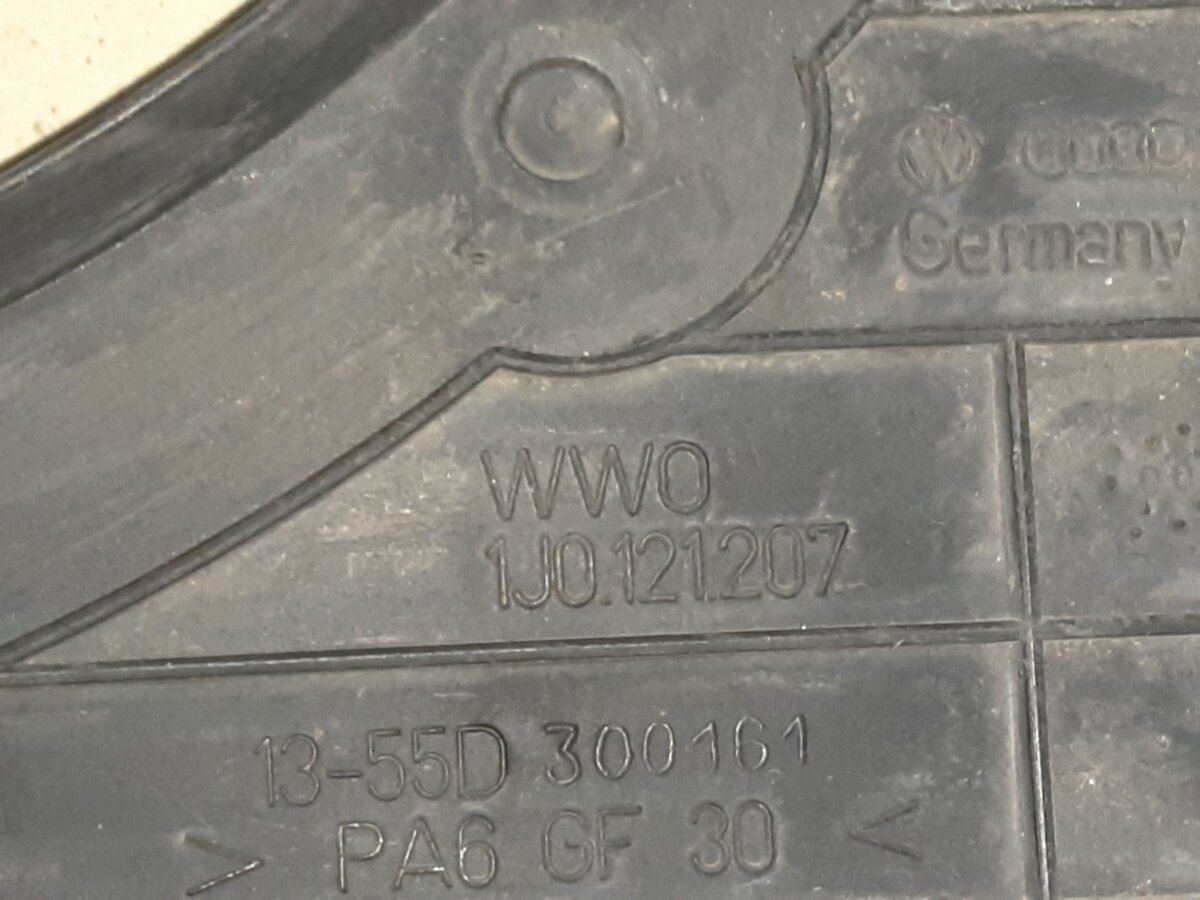 Germany
WWO
1J0.121.207
13-55D 300161
> PA6 GF 30 <